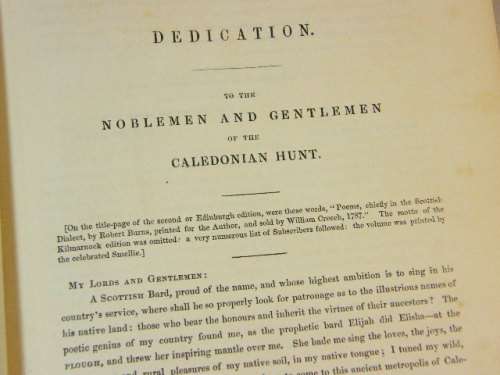 DEDICATION.
TO THE
NOBLEMEN AND GENTLEMEN
OF THE
CALEDONIAN HUNT.
[On the title-page of the second or Edinburgh edition, were these words, "Poems, chiefly in the Scottish
Dialect, by Robert Burns, printed for the Author, and sold by William Creech, 1787." The motto of the
Kilmarnock edition was omitted: a very numerous list of Subscribers followed: the volume was printed by
the celebrated Smellie.]
MY LORDS AND GENTLEMEN:
A SCOTTISH BARD, proud of the name, and whose highest ambition is to sing in his
country's service, where shall he so properly look for patronage as to the illustrious names of
his native land: those who bear the honours and inherit the virtues of their ancestors? The
poetic genius of my country found me, as the prophetic bard Elijah did Elisha—at the
PLOUGH, and threw her inspiring mantle over me. She bade me sing the loves, the joys, the
rural pleasures of my native soil, in my native tongue; I tuned my wild,
come to this ancient metropolis of Cale-